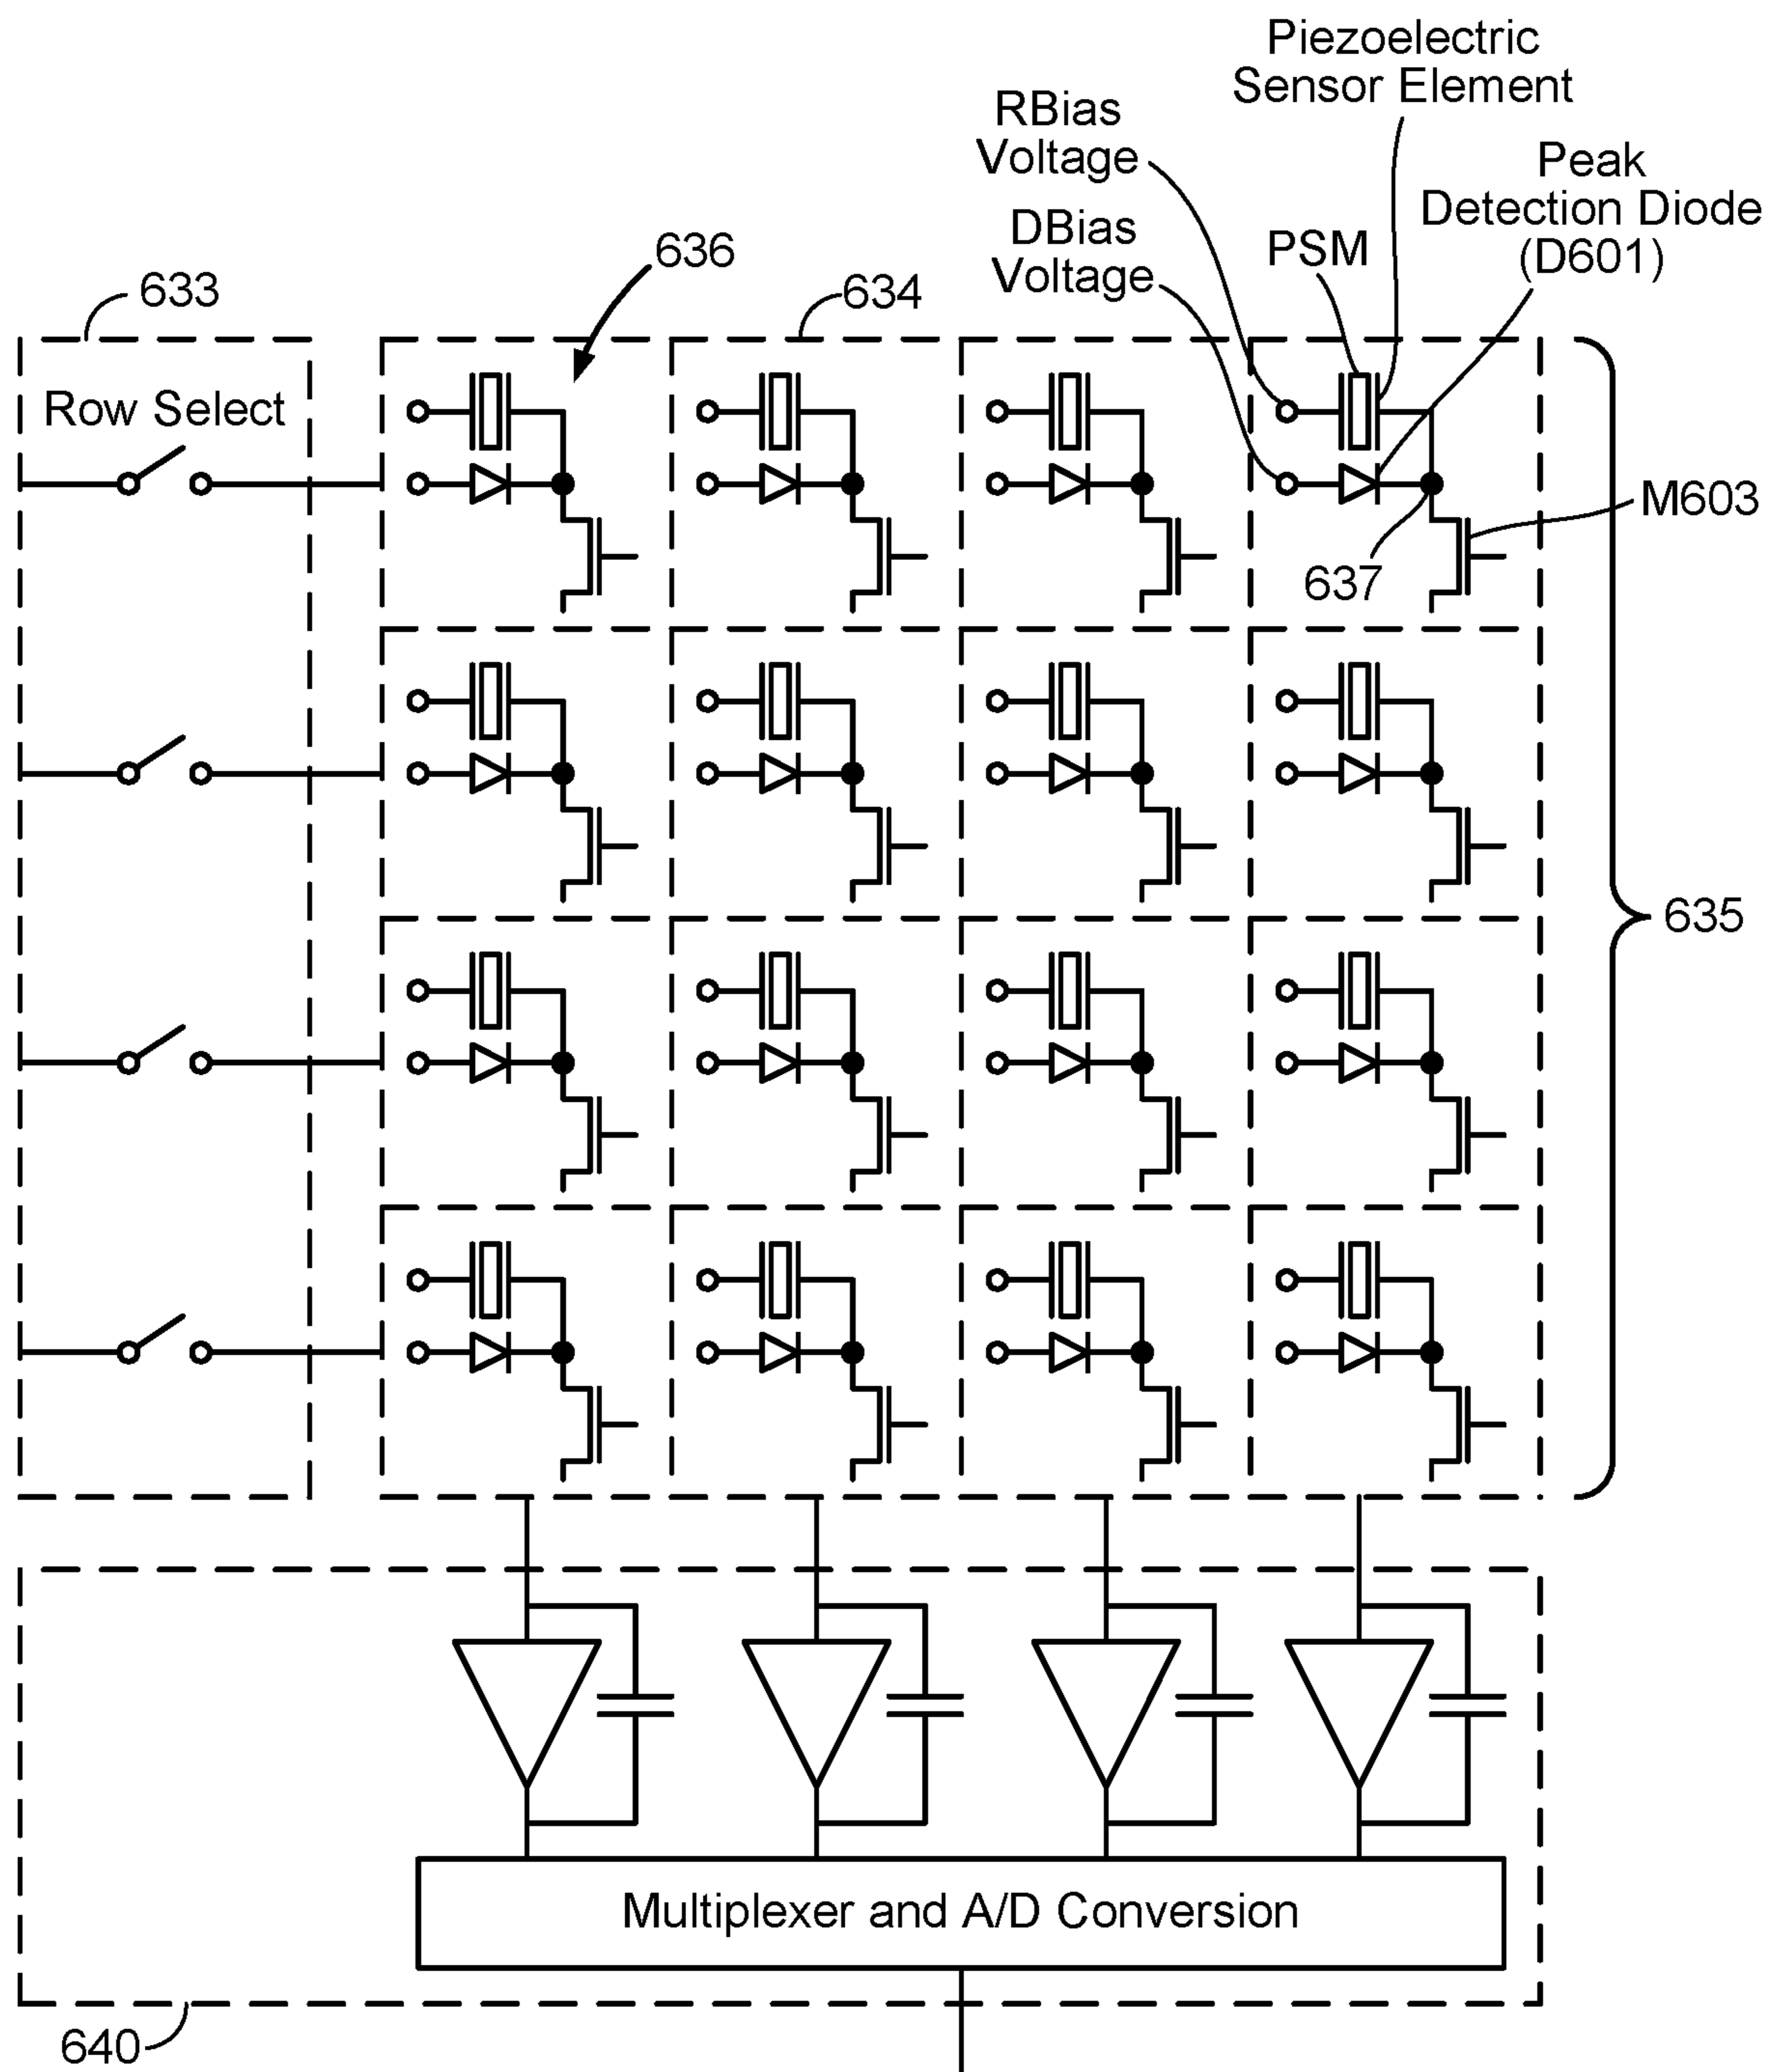 Piezoelectric
Sensor Element
RBias
Voltage
Peak
Detection Diode
(D601)
DBias
Voltage
PSM
636
633
634
Row Select
M603
637
635
Multiplexer and A/D Conversion
640